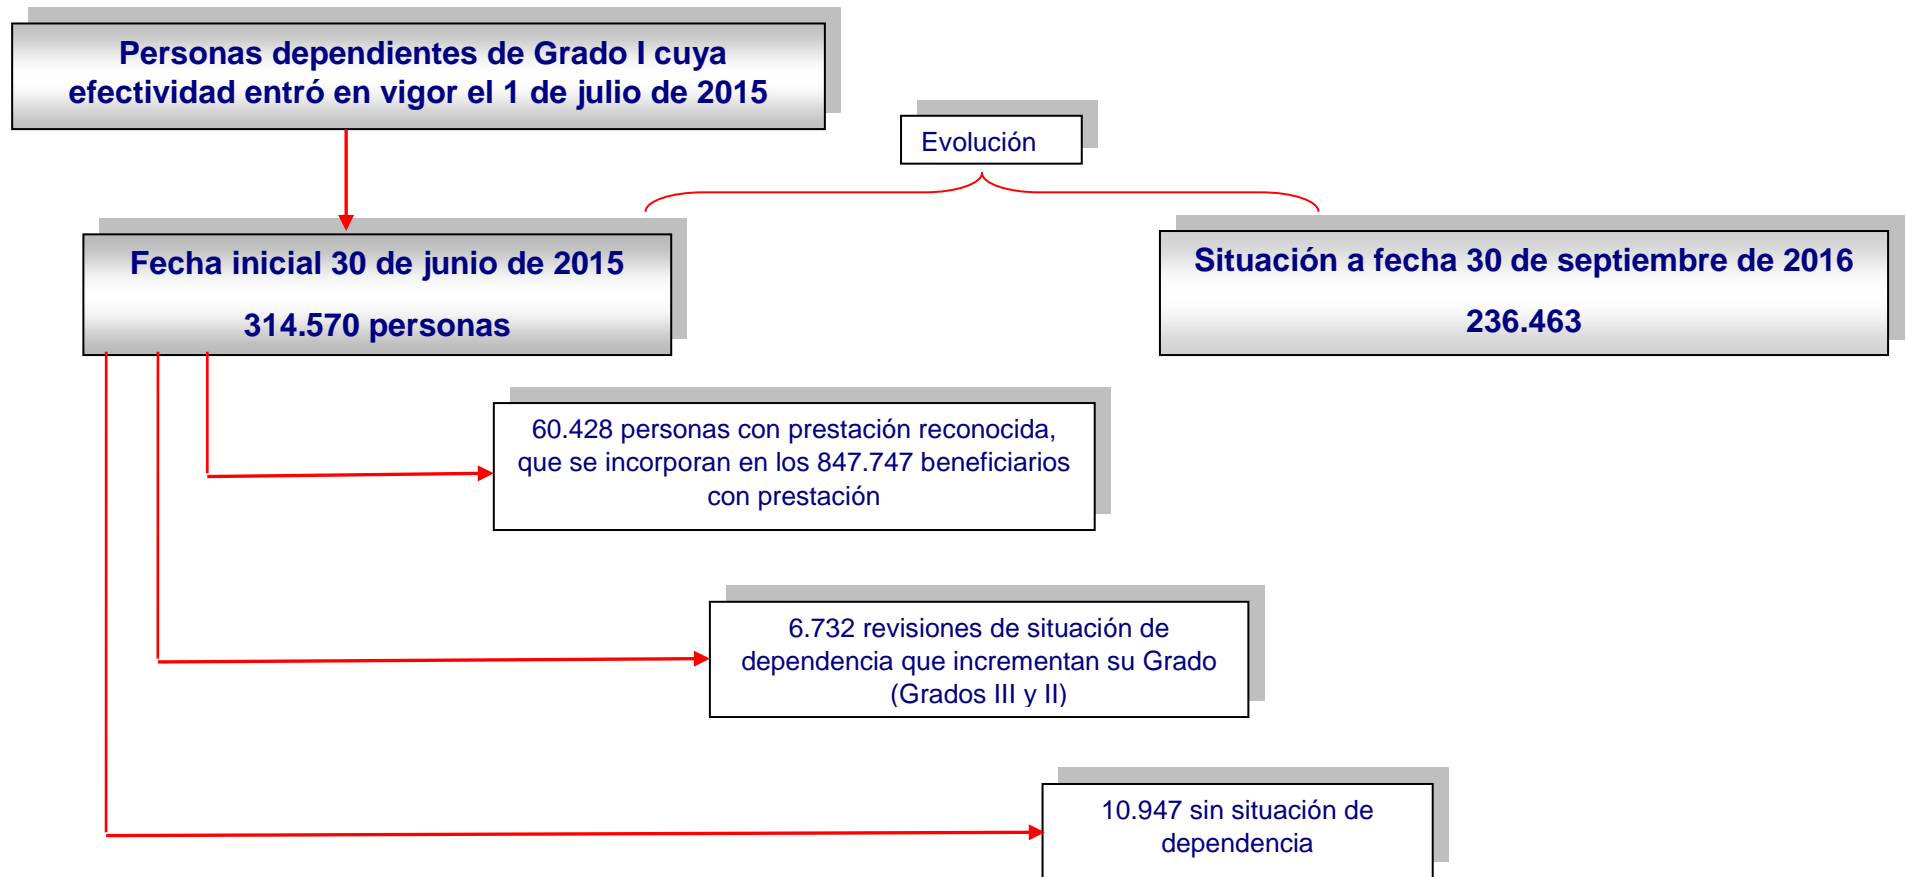 Personas dependientes de Grado I cuya
efectividad entró en vigor el 1 de julio de 2015
Evolución
Fecha inicial 30 de junio de 2015
314.570 personas
Situación a fecha 30 de septiembre de 2016
236.463
60.428 personas con prestación reconocida,
que se incorporan en los 847.747 beneficiarios
con prestación
6.732 revisiones de situación de
dependencia que incrementan su Grado
(Grados III y II)
10.947 sin situación de
dependencia